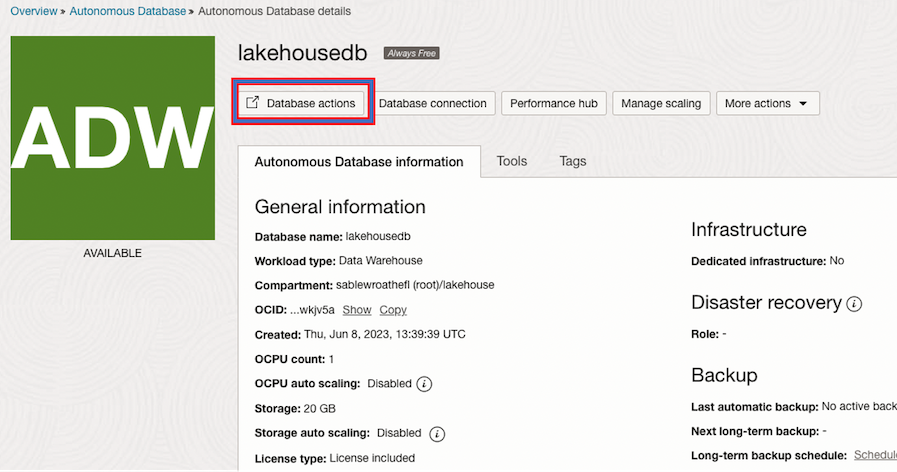 Overview » Autonomous Database » Autonomous Database details
ADW
AVAILABLE
lakehousedb Always Free
Database actions Database connection Performance hub Manage scaling More actions
Autonomous Database information Tools Tags
General information
Database name: lakehousedb
Workload type: Data Warehouse
Compartment: sablewroathefl (root)/lakehouse
OCID: ...wkjv5a Show Copy
Created: Thu, Jun 8, 2023, 13:39:39 UTC
OCPU count: 1
OCPU auto scaling: Disabled i
Storage: 20 GB
Storage auto scaling: Disabled i
License type: License included
Infrastructure
Dedicated infrastructure: No
Disaster recovery i
Role: -
Backup
Last automatic backup: No active back
Next long-term backup: -
Long-term backup schedule: Schedul